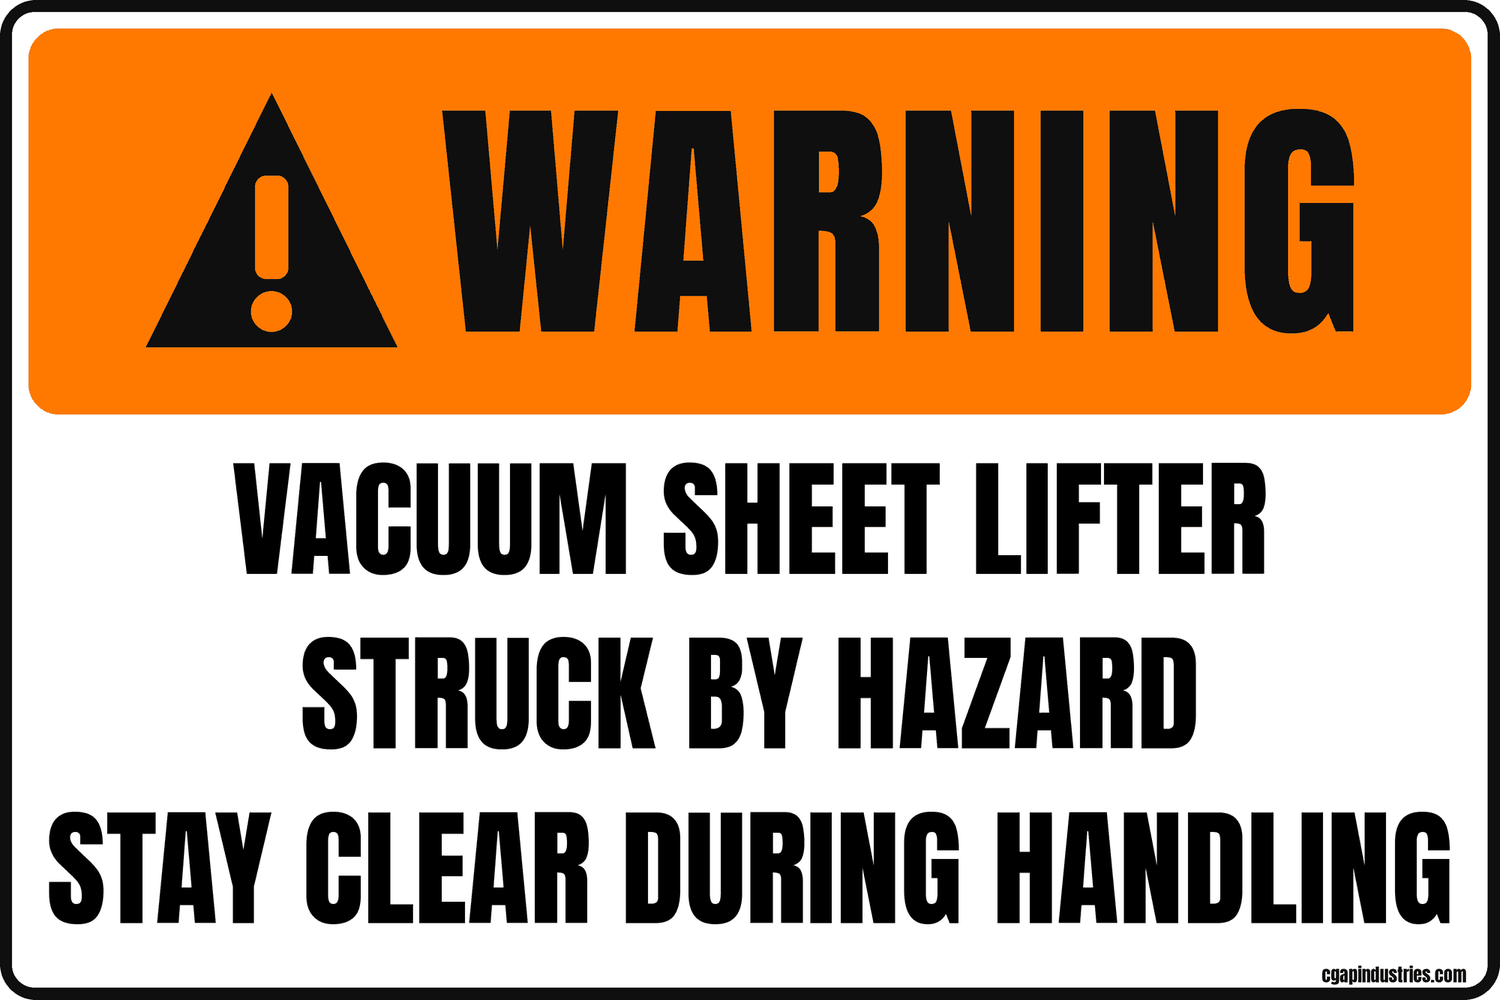 WARNING
VACUUM SHEET LIFTER
STRUCK BY HAZARD
STAY CLEAR DURING HANDLING
cgapindustries.com